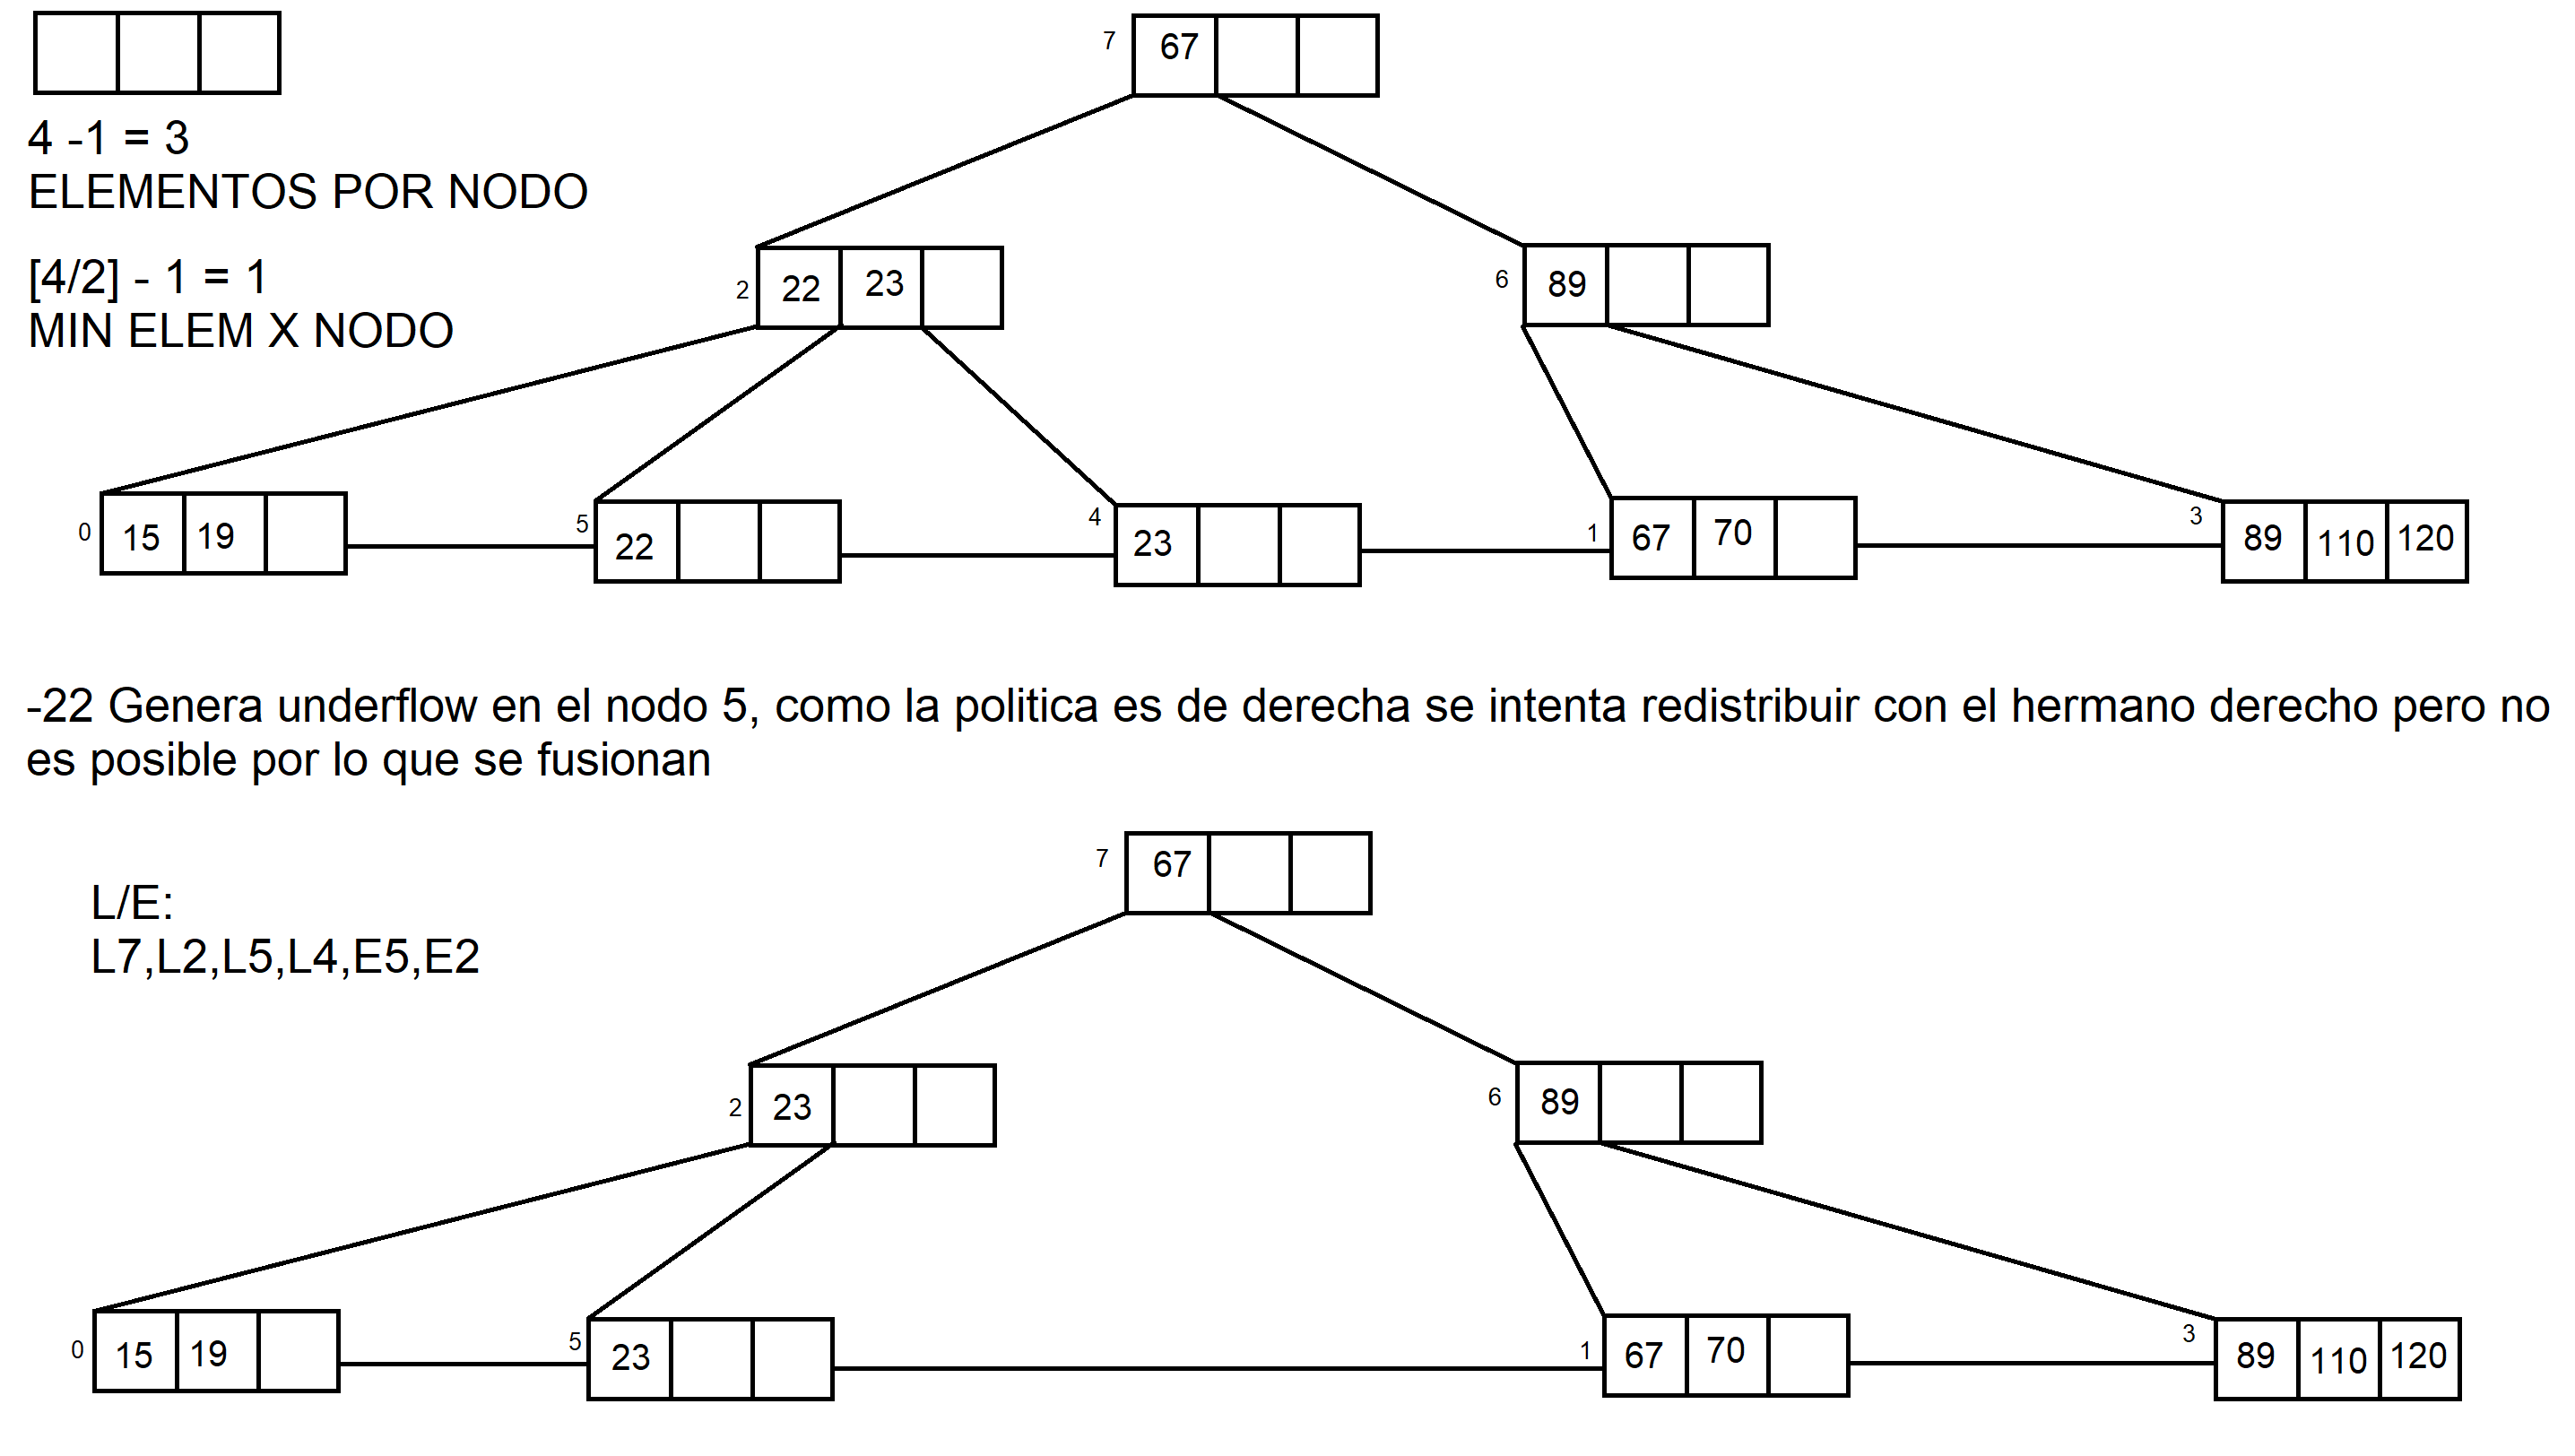 4 -1 = 3
ELEMENTOS POR NODO
[4/2] - 1 = 1
MIN ELEM X NODO
7 67
2 22 23
6 89
0 15 19
5 22
4 23
1 67 70
3 89 110 120
-22 Genera underflow en el nodo 5, como la politica es de derecha se intenta redistribuir con el hermano derecho pero no
es posible por lo que se fusionan
L/E:
L7,L2,L5,L4,E5,E2
7 67
2 23
6 89
0 15 19
5 23
1 67 70
3 89 110 120